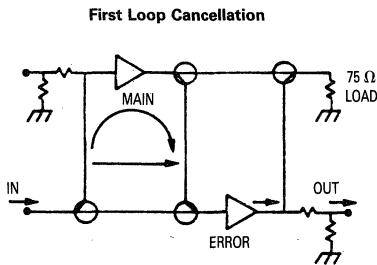 First Loop Cancellation
MAIN
75 Ω
LOAD
IN
OUT
ERROR